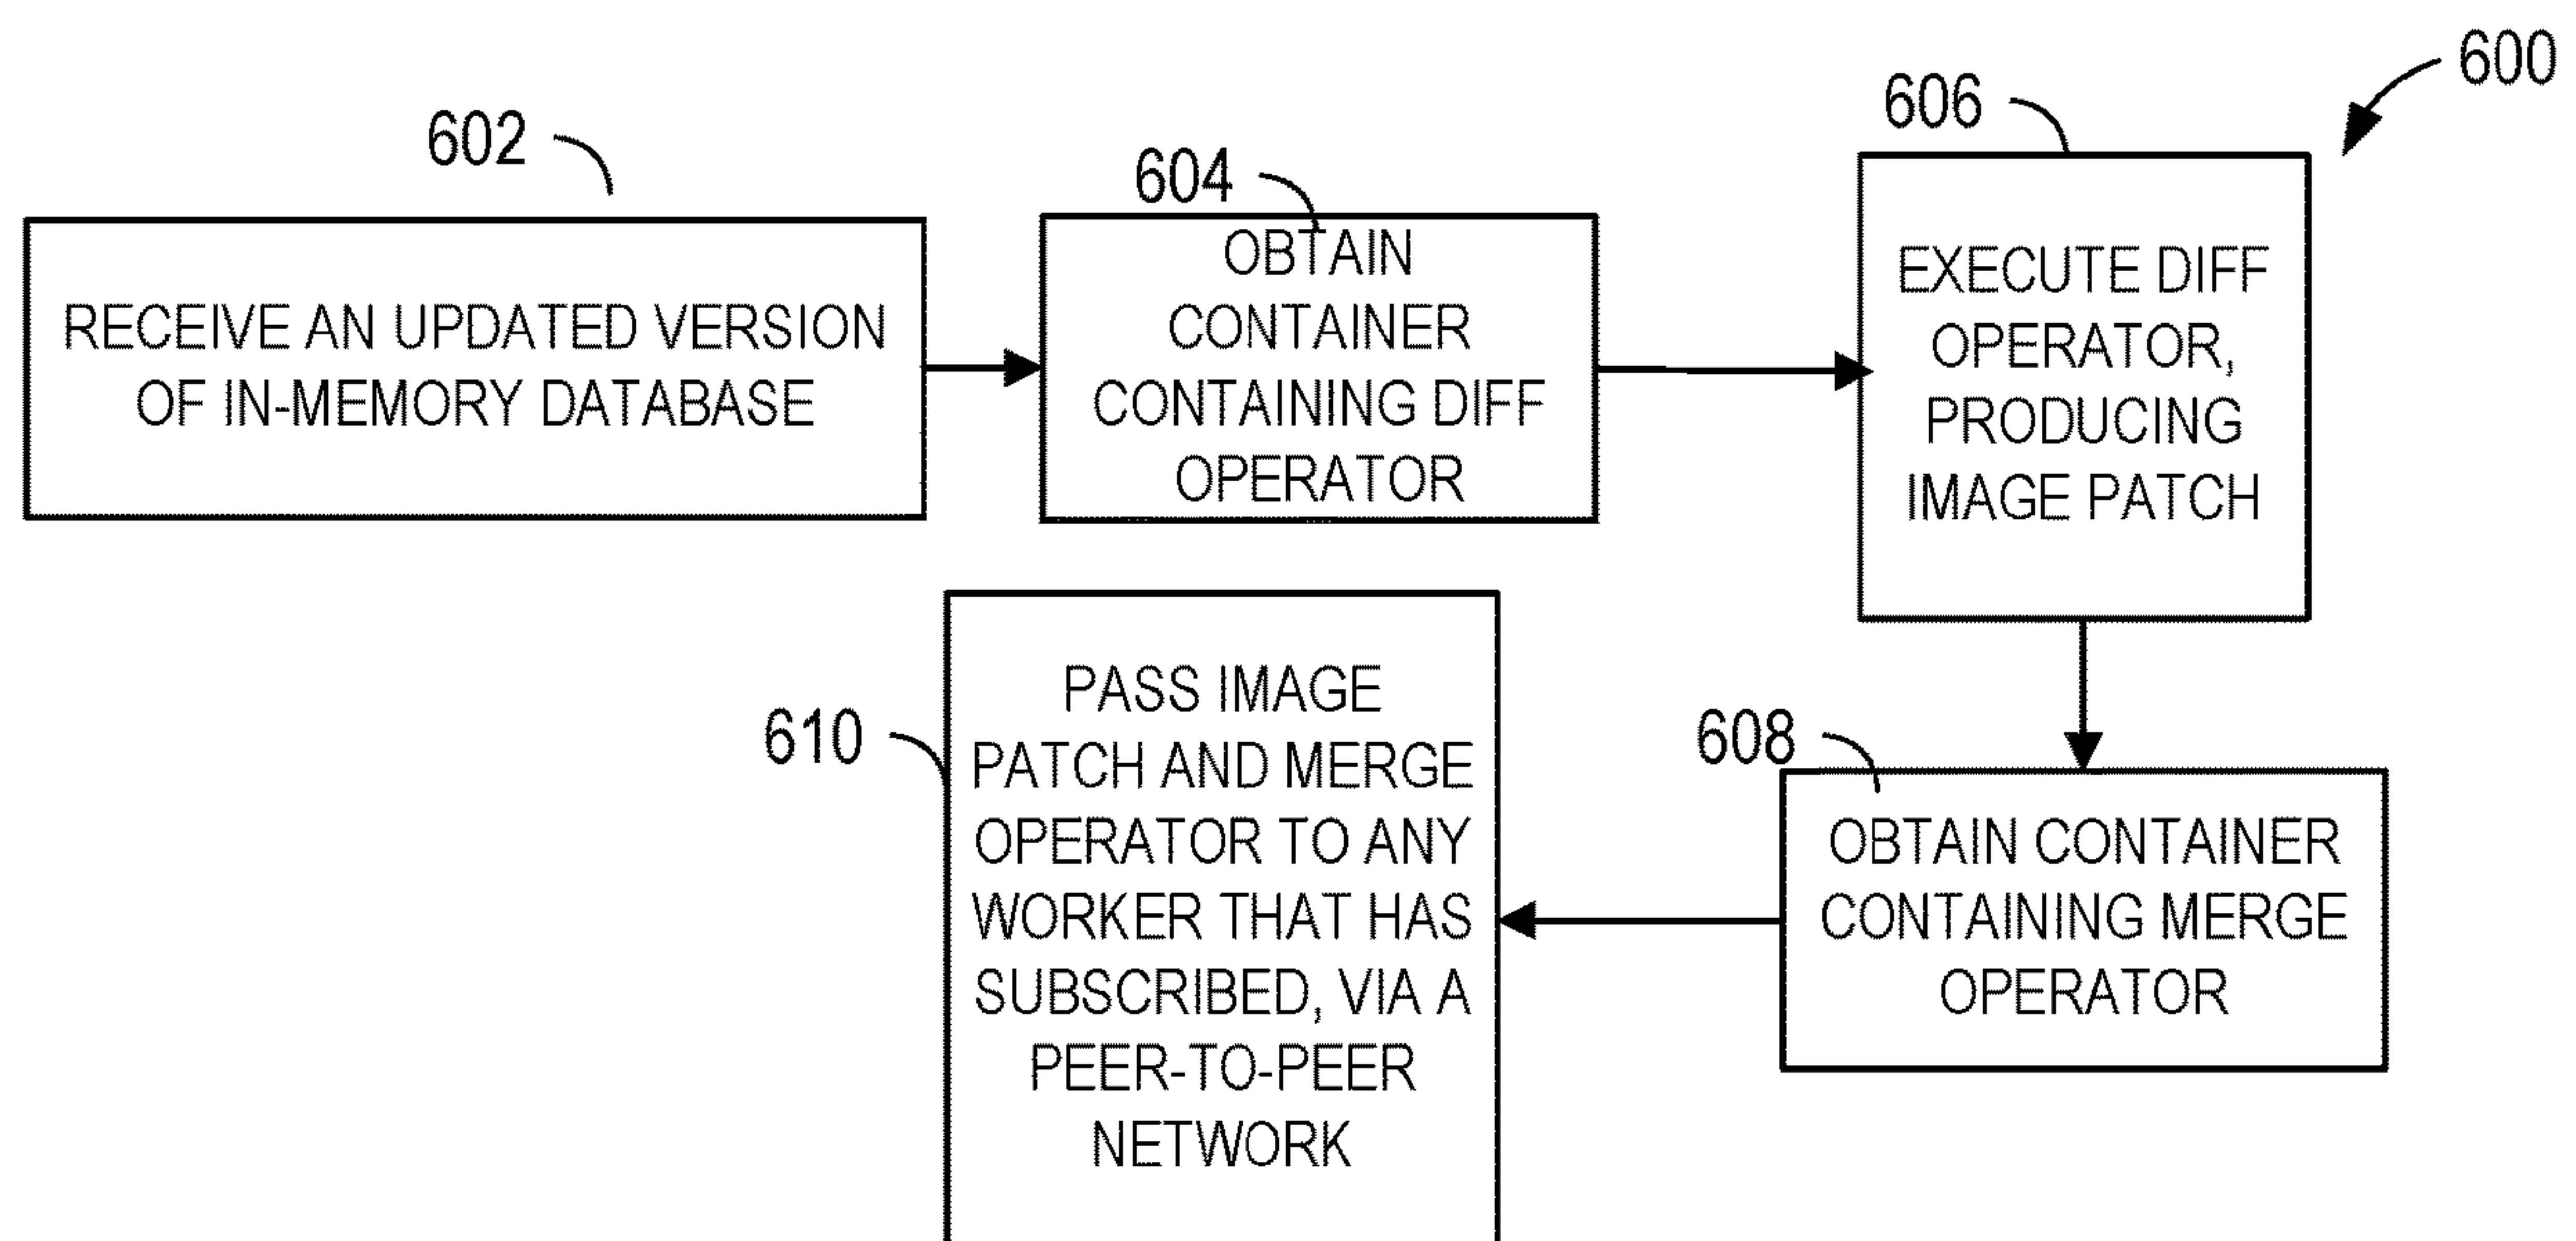 600
602
RECEIVE AN UPDATED VERSION
OF IN-MEMORY DATABASE
604
OBTAIN
CONTAINER
CONTAINING DIFF
OPERATOR
606
EXECUTE DIFF
OPERATOR,
PRODUCING
IMAGE PATCH
608
OBTAIN CONTAINER
CONTAINING MERGE
OPERATOR
610
PASS IMAGE
PATCH AND MERGE
OPERATOR TO ANY
WORKER THAT HAS
SUBSCRIBED, VIA A
PEER-TO-PEER
NETWORK